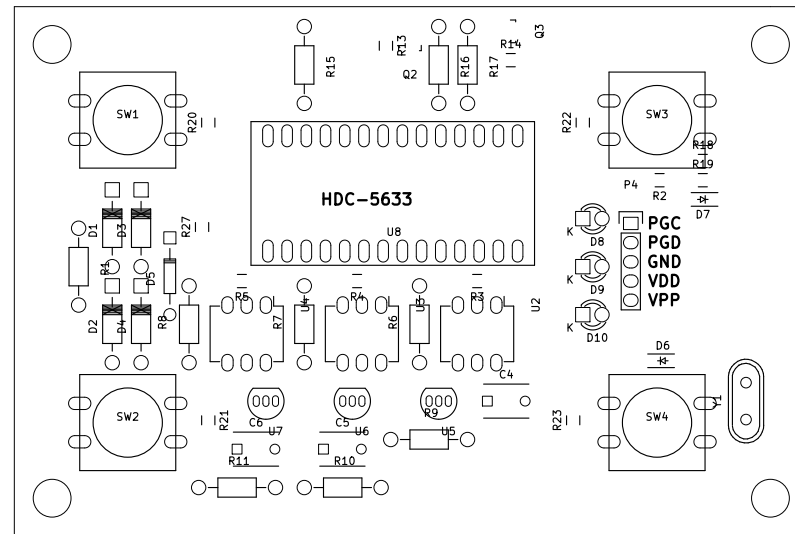 Q3
R13
R14
R15
Q2
R16
R17
SW1
R20
R22
SW3
R18
R19
P4
R2
HDC-5633
D7
D1
D3
R27
U8
K
D8
PGC
PGD
GND
VDD
VPP
R1
D5
K
D9
R5
U4
R4
U3
R3
U2
D2
D4
R8
R7
R6
K
D10
D6
C4
Y1
SW2
R21
C6
U7
C5
U6
R9
U5
R23
SW4
R11
R10